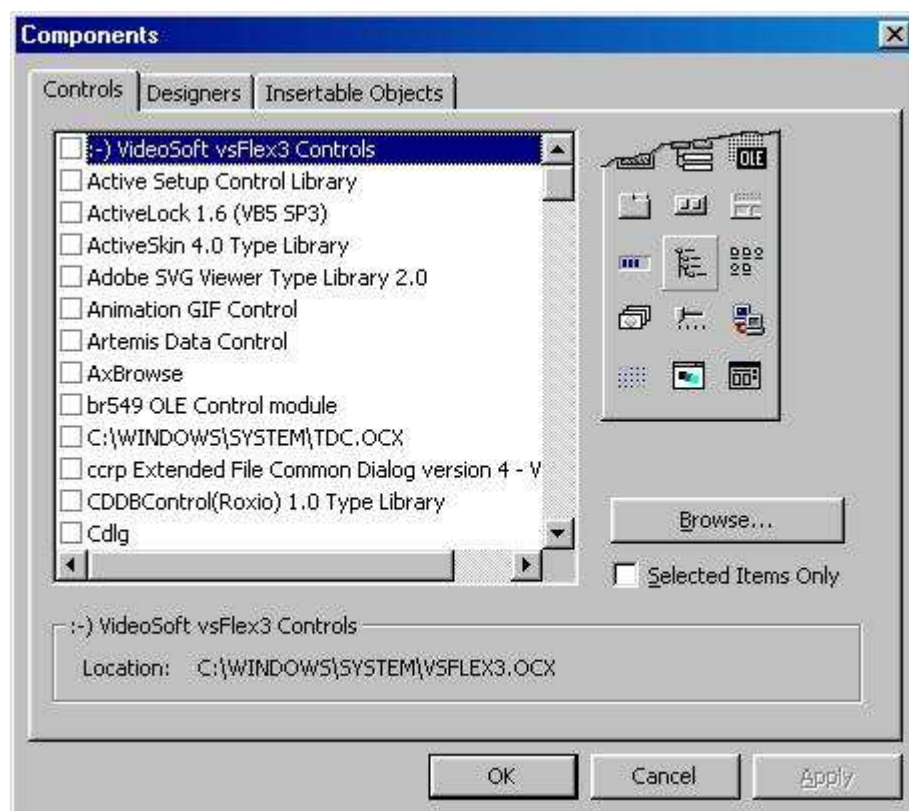 Components
Controls Designers Insertable Objects
:-) VideoSoft vsFlex3 Controls
Active Setup Control Library
ActiveLock 1.6 (VB5 SP3)
ActiveSkin 4.0 Type Library
Adobe SVG Viewer Type Library 2.0
Animation GIF Control
Artemis Data Control
AxBrowse
br549 OLE Control module
C:\WINDOWS\SYSTEM\TDC.OCX
ccrp Extended File Common Dialog version 4 - V
CDDBControl(Roxio) 1.0 Type Library
Cdlg
OLE
Browse...
Selected Items Only
:-) VideoSoft vsFlex3 Controls
Location: C:\WINDOWS\SYSTEM\VSFLEX3.OCX
OK Cancel Apply